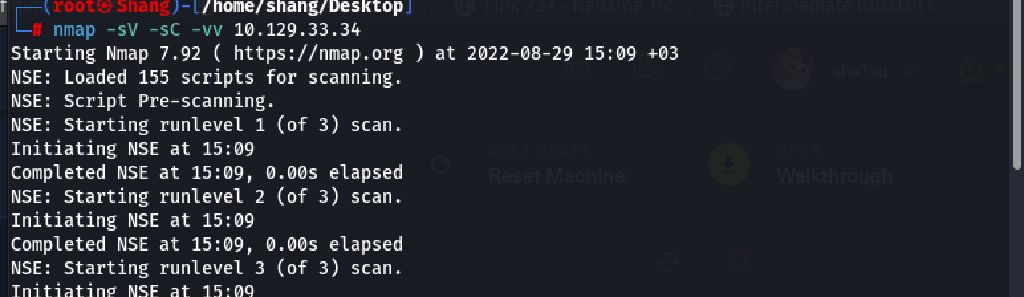 (root㉿Shang)-[/home/shang/Desktop]
# nmap -sV -sC -vv 10.129.33.34
Starting Nmap 7.92 ( https://nmap.org ) at 2022-08-29 15:09 +03
NSE: Loaded 155 scripts for scanning.
NSE: Script Pre-scanning.
NSE: Starting runlevel 1 (of 3) scan.
Initiating NSE at 15:09
Completed NSE at 15:09, 0.00s elapsed
NSE: Starting runlevel 2 (of 3) scan.
Initiating NSE at 15:09
Completed NSE at 15:09, 0.00s elapsed
NSE: Starting runlevel 3 (of 3) scan.
Initiating NSE at 15:09
Link 237 - Rename Tic...
Intermediate Russian I...
sha1vu
SOFT RESET
Reset Machine
OPEN
Walkthrough